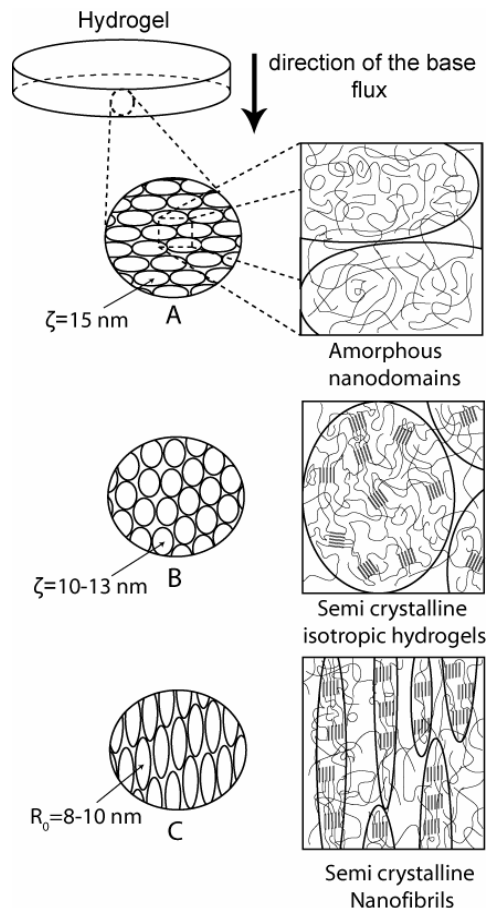 Hydrogel
direction of the base
flux
ζ=15 nm
A
Amorphous
nanodomains
ζ=10-13 nm
B
Semi crystalline
isotropic hydrogels
R₀=8-10 nm
C
Semi crystalline
Nanofibrils